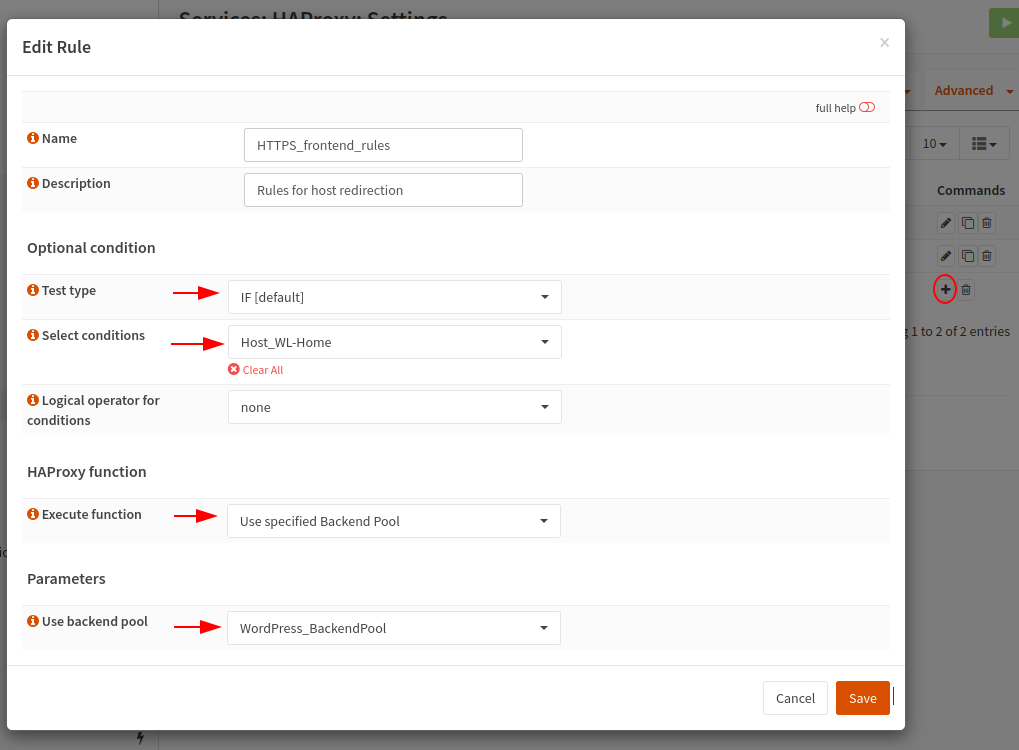 Services: HAProxy: Settings
Edit Rule
×
full help
Advanced
Name
HTTPS_frontend_rules
10
Description
Rules for host redirection
Commands
Optional condition
Test type
IF [default]
Select conditions
Host_WL-Home
1 to 2 of 2 entries
Clear All
Logical operator for
conditions
none
HAProxy function
Execute function
Use specified Backend Pool
Parameters
Use backend pool
WordPress_BackendPool
Cancel
Save